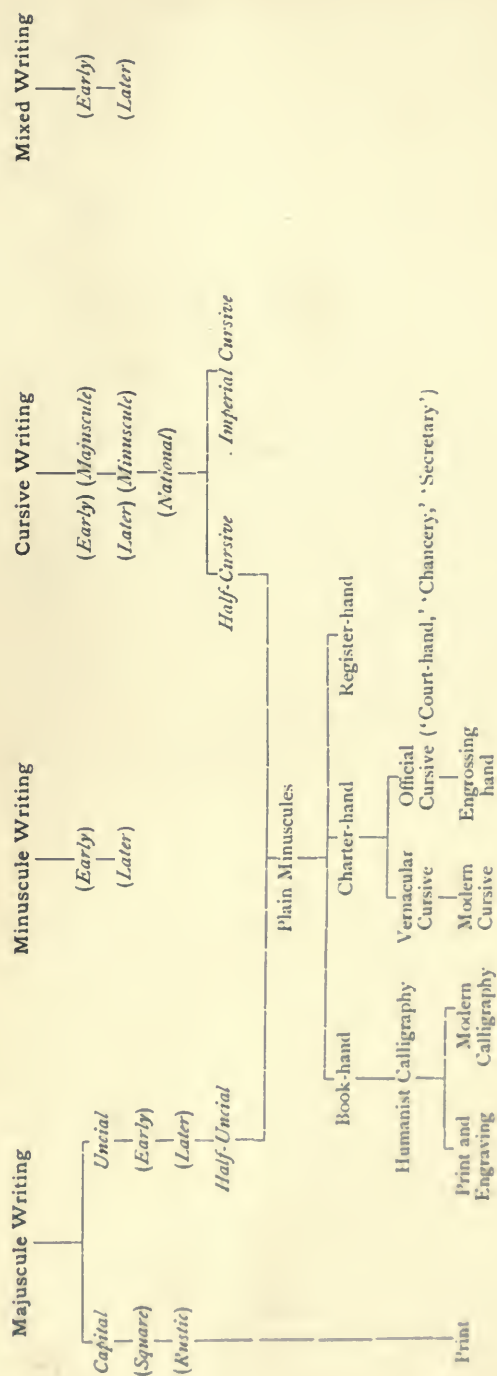 Majuscule Writing
Minuscule Writing
Cursive Writing
Mixed Writing
Capital
Uncial
(Early)
(Early) (Majuscule)
(Early)
(Square)
(Early)
(Later)
(Later) (Minuscule)
(Later)
(Rustic)
(Later)
(National)
Half-Uncial
Half-Cursive
Imperial Cursive
Plain Minuscules
Book-hand
Charter-hand
Register-hand
Humanist Calligraphy
Vernacular
Cursive
Official
Cursive ('Court-hand,' 'Chancery,' 'Secretary')
Print
Print and
Engraving
Modern
Calligraphy
Modern
Cursive
Engrossing
hand